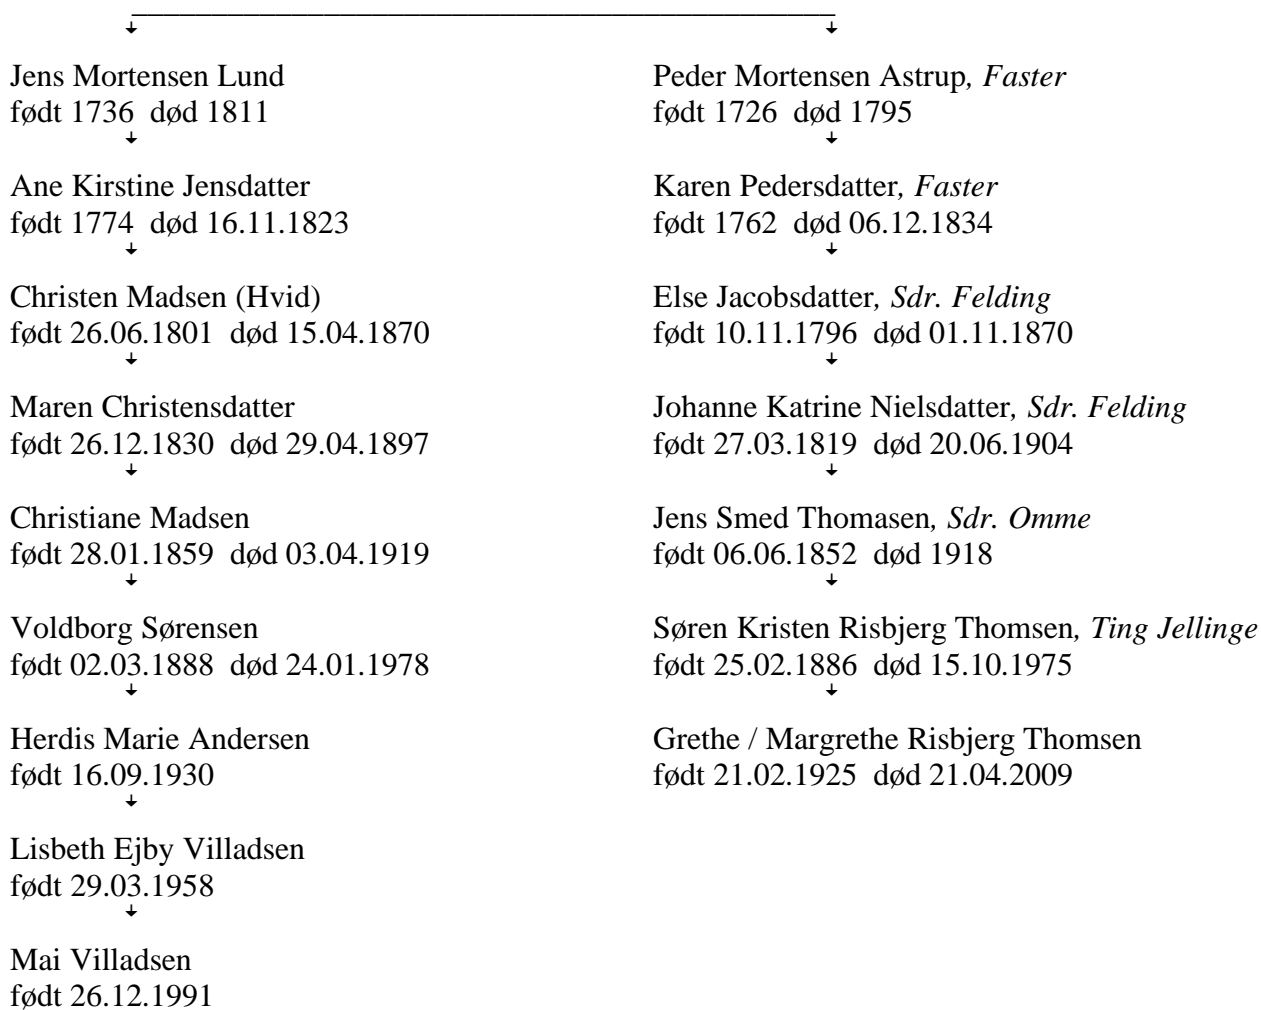 Jens Mortensen Lund
født 1736 død 1811
Ane Kirstine Jensdatter
født 1774 død 16.11.1823
Christen Madsen (Hvid)
født 26.06.1801 død 15.04.1870
Maren Christensdatter
født 26.12.1830 død 29.04.1897
Christiane Madsen
født 28.01.1859 død 03.04.1919
Voldborg Sørensen
født 02.03.1888 død 24.01.1978
Herdis Marie Andersen
født 16.09.1930
Lisbeth Ejby Villadsen
født 29.03.1958
Mai Villadsen
født 26.12.1991
Peder Mortensen Astrup, Faster
født 1726 død 1795
Karen Pedersdatter, Faster
født 1762 død 06.12.1834
Else Jacobsdatter, Sdr. Felding
født 10.11.1796 død 01.11.1870
Johanne Katrine Nielsdatter, Sdr. Felding
født 27.03.1819 død 20.06.1904
Jens Smed Thomasen, Sdr. Omme
født 06.06.1852 død 1918
Søren Kristen Risbjerg Thomsen, Ting Jellinge
født 25.02.1886 død 15.10.1975
Grethe / Margrethe Risbjerg Thomsen
født 21.02.1925 død 21.04.2009